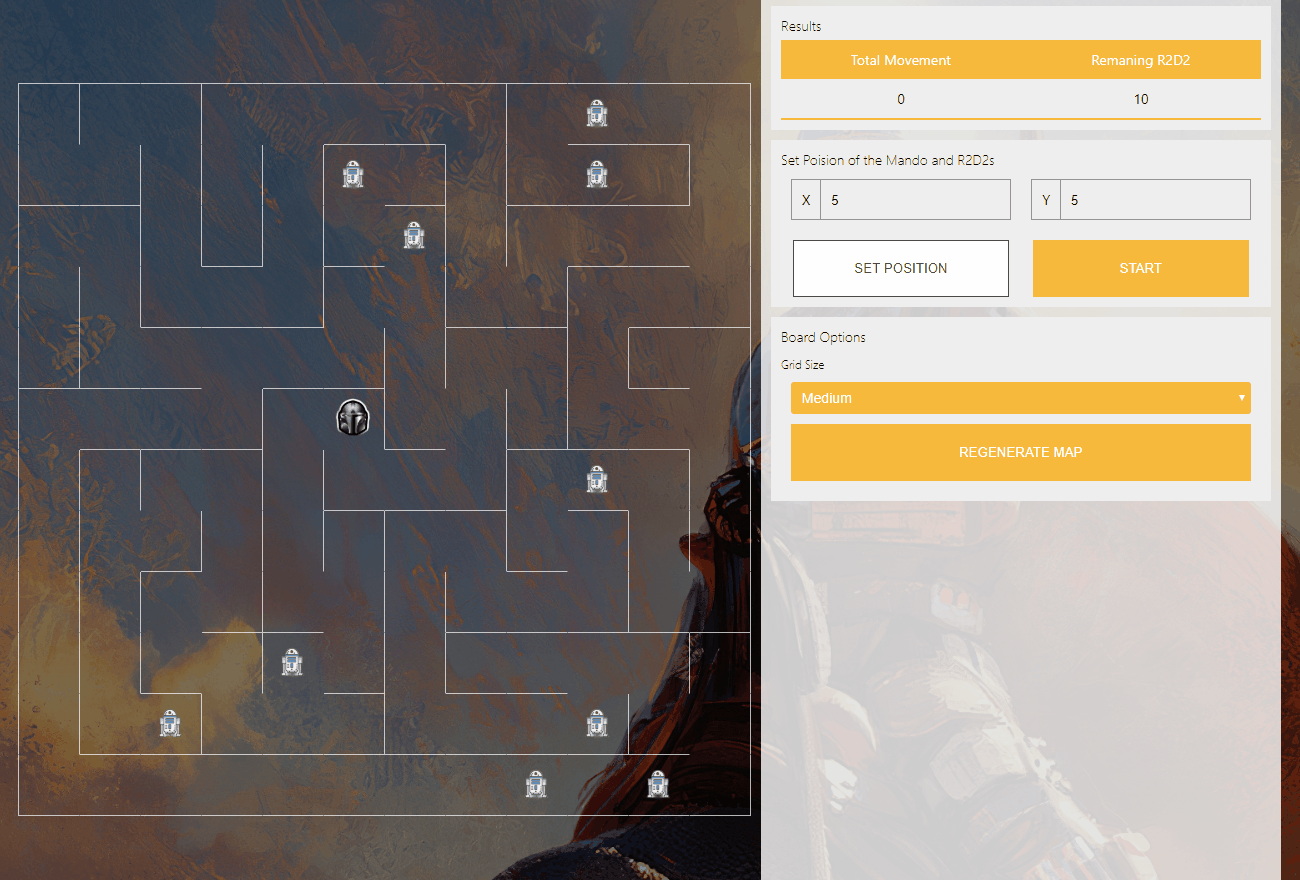 Results
Total Movement Remaning R2D2
0 10
Set Poision of the Mando and R2D2s
X 5 Y 5
SET POSITION START
Board Options
Grid Size
Medium
REGENERATE MAP